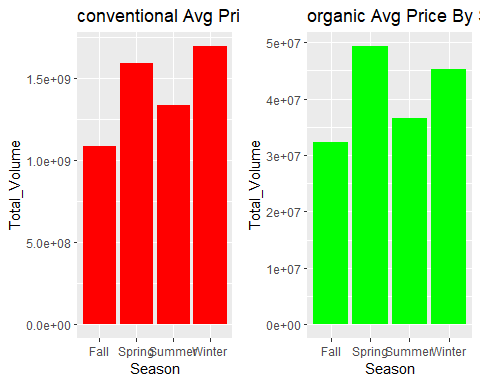 conventional Avg Pri
Total_Volume
1.5e+09
1.0e+09
5.0e+08
0.0e+00
Fall Spring Summer Winter
Season
organic Avg Price By S
Total_Volume
5e+07
4e+07
3e+07
2e+07
1e+07
0e+00
Fall Spring Summer Winter
Season